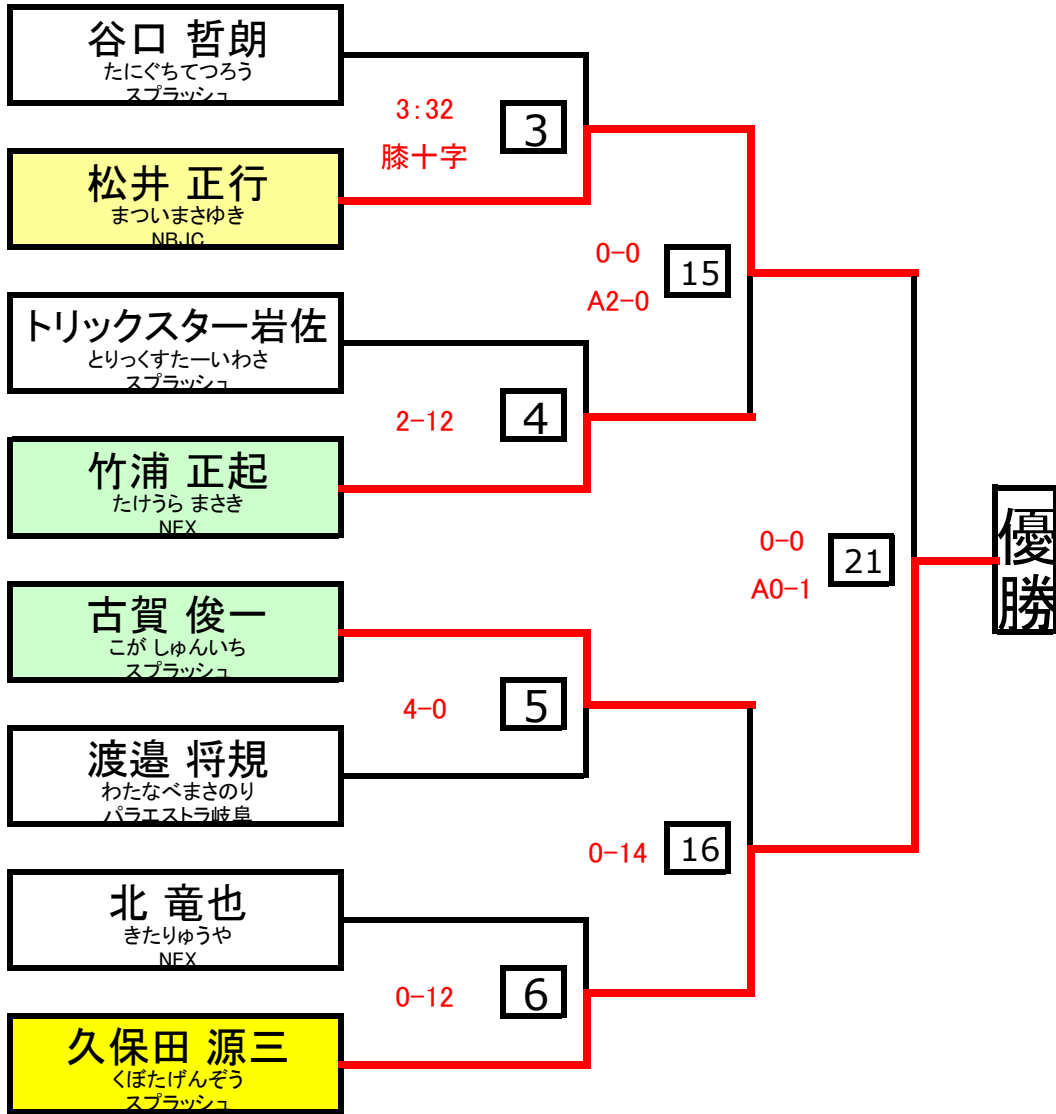 谷口 哲朗
たにぐちてつろう
スプラッシュ
3:32
膝十字
3
松井 正行
まついまさゆき
NBJC
0-0
A2-0
15
トリックスター岩佐
とりっくすたーいわさ
スプラッシュ
2-12
4
竹浦 正起
たけうら まさき
NEX
0-0
A0-1
21
優勝
古賀 俊一
こが しゅんいち
スプラッシュ
4-0
5
渡邉 将規
わたなべまさのり
パラエストラ岐阜
0-14
16
北 竜也
きたりゅうや
NEX
0-12
6
久保田 源三
くぼたげんぞう
スプラッシュ